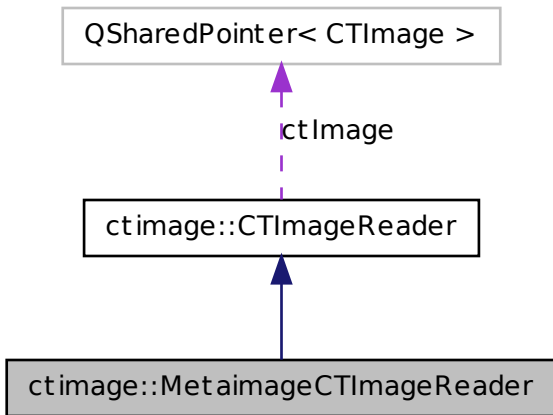 QSharedPointer< CTImage >
ctImage
ctimage::CTImageReader
ctimage::MetaimageCTImageReader